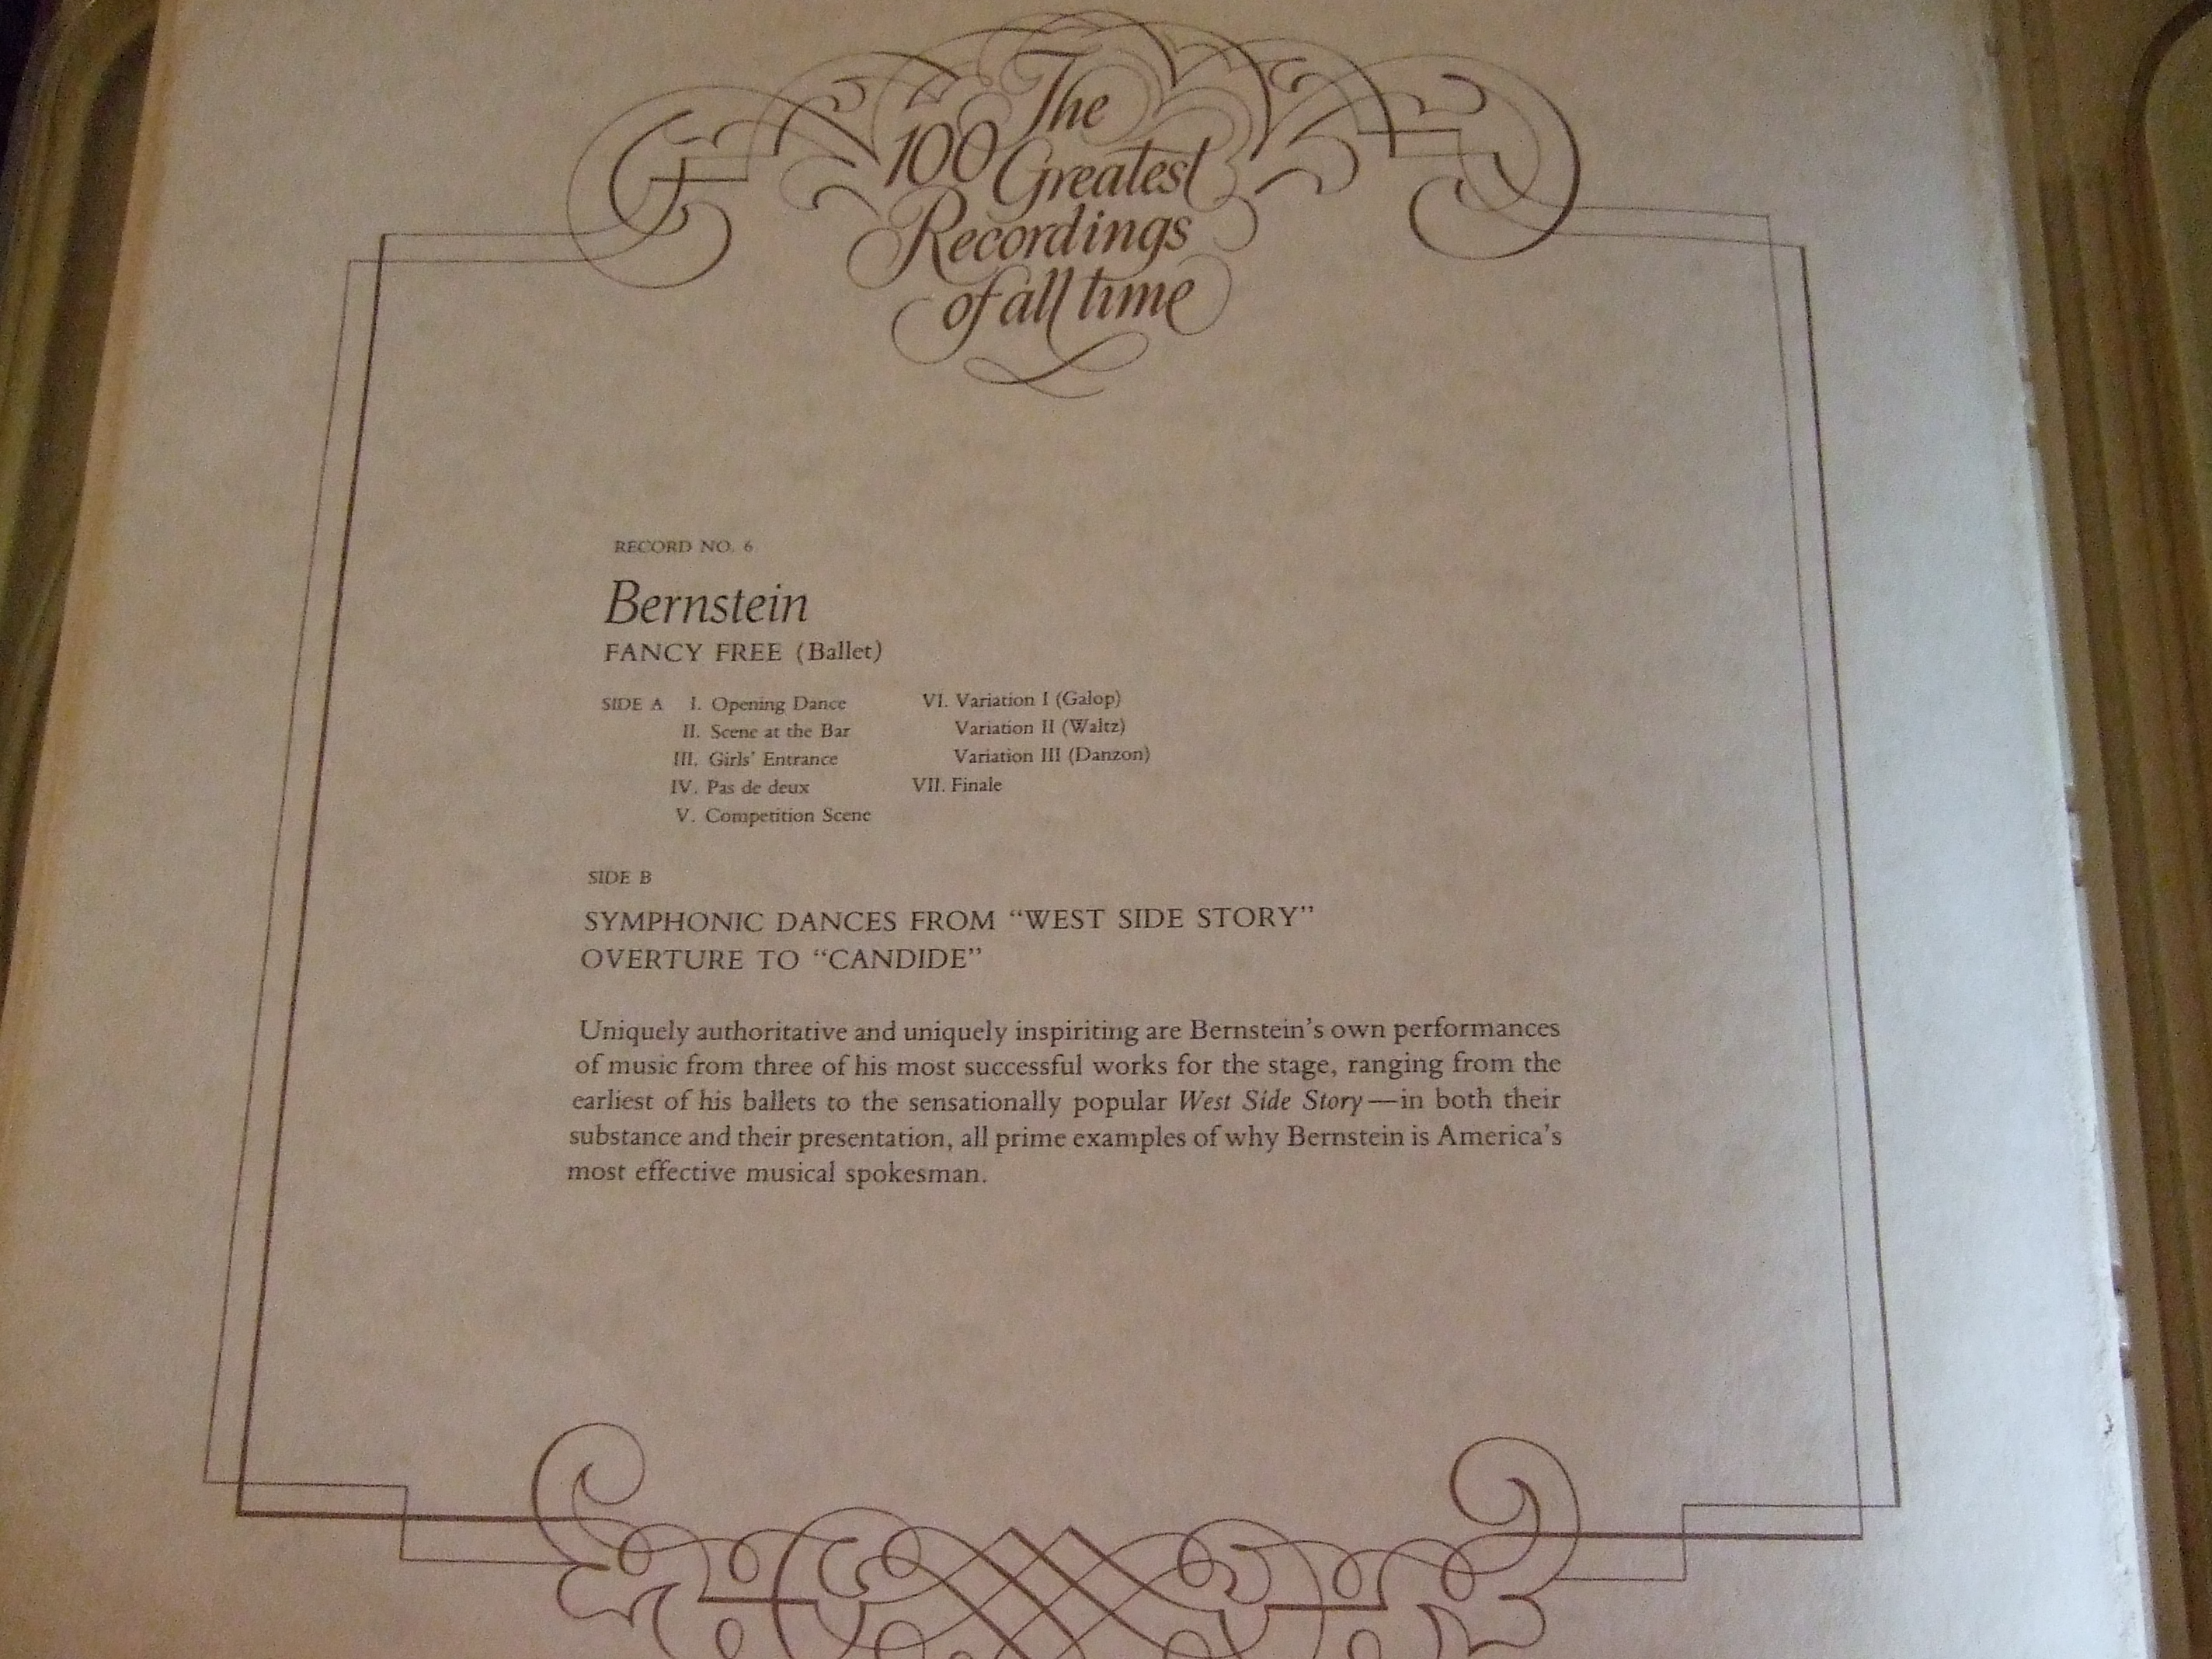 The
100 Greatest
Recordings
of all time
RECORD NO. 6
Bernstein
FANCY FREE (Ballet)
SIDE A I. Opening Dance
II. Scene at the Bar
III. Girls' Entrance
IV. Pas de deux
V. Competition Scene
VI. Variation I (Galop)
Variation II (Waltz)
Variation III (Danzon)
VII. Finale
SIDE B
SYMPHONIC DANCES FROM “WEST SIDE STORY”
OVERTURE TO “CANDIDE”
Uniquely authoritative and uniquely inspiriting are Bernstein's own performances
of music from three of his most successful works for the stage, ranging from the
earliest of his ballets to the sensationally popular West Side Story—in both their
substance and their presentation, all prime examples of why Bernstein is America's
most effective musical spokesman.